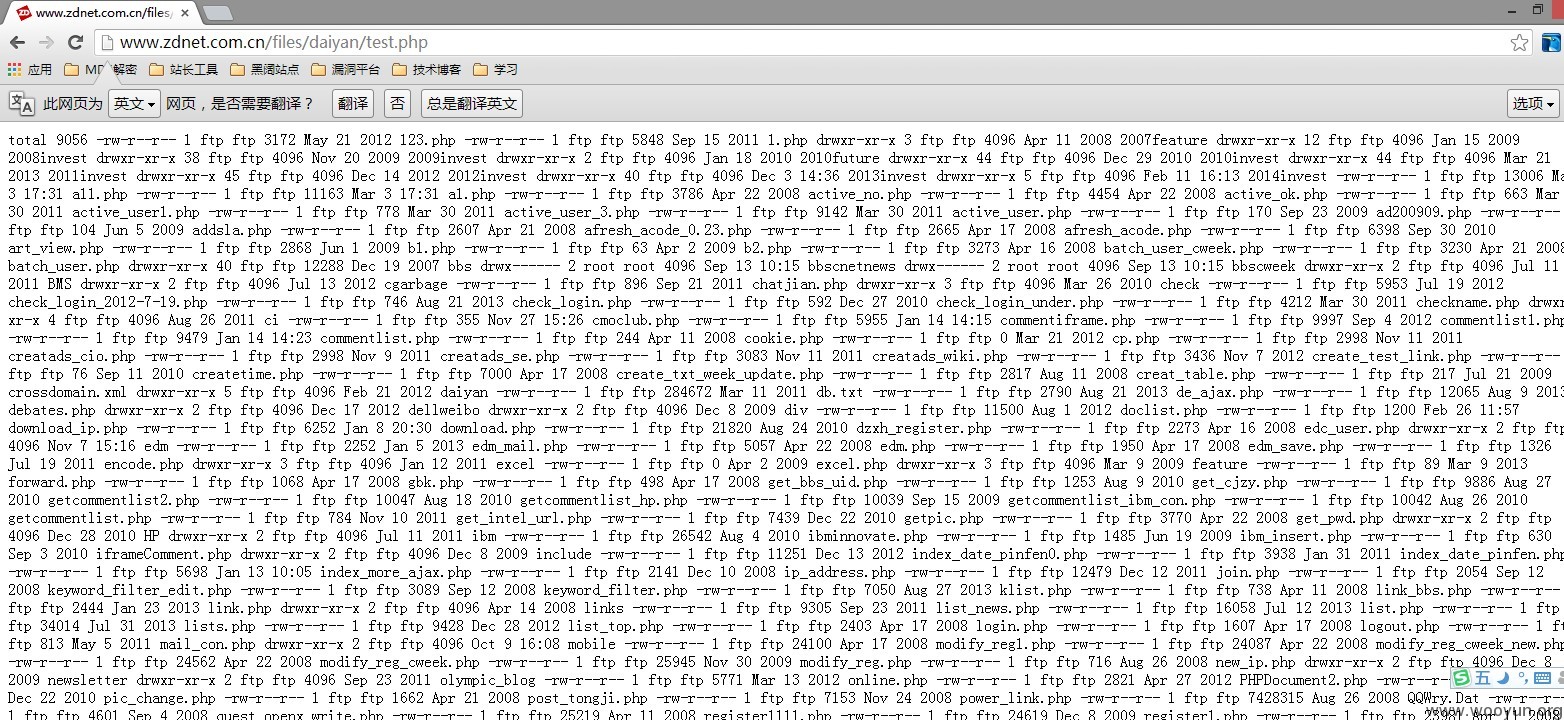 www.zdnet.com.cn/files/
www.zdnet.com.cn/files/daiyan/test.php
应用 MD 解密 站长工具 黑阔站点 漏洞平台 技术博客 学习
此网页为 英文 网页，是否需要翻译？ 翻译 否 总是翻译英文 选项
total 9056 -rw-r--r-- 1 ftp ftp 3172 May 21 2012 123.php -rw-r--r-- 1 ftp ftp 5848 Sep 15 2011 1.php drwxr-xr-x 3 ftp ftp 4096 Apr 11 2008 2007feature drwxr-xr-x 12 ftp ftp 4096 Jan 15 2009
2008invest drwxr-xr-x 38 ftp ftp 4096 Nov 20 2009 2009invest drwxr-xr-x 2 ftp ftp 4096 Jan 18 2010 2010future drwxr-xr-x 44 ftp ftp 4096 Dec 29 2010 2010invest drwxr-xr-x 44 ftp ftp 4096 Mar 21
2013 2011invest drwxr-xr-x 45 ftp ftp 4096 Dec 14 2012 2012invest drwxr-xr-x 40 ftp ftp 4096 Dec 3 14:36 2013invest drwxr-xr-x 5 ftp ftp 4096 Feb 11 16:13 2014invest -rw-r--r-- 1 ftp ftp 13006 Ma
3 17:31 all.php -rw-r--r-- 1 ftp ftp 11163 Mar 3 17:31 al.php -rw-r--r-- 1 ftp ftp 3786 Apr 22 2008 active_no.php -rw-r--r-- 1 ftp ftp 4454 Apr 22 2008 active_ok.php -rw-r--r-- 1 ftp ftp 663 Mar
30 2011 active_user1.php -rw-r--r-- 1 ftp ftp 778 Mar 30 2011 active_user_3.php -rw-r--r-- 1 ftp ftp 9142 Mar 30 2011 active_user.php -rw-r--r-- 1 ftp ftp 170 Sep 23 2009 ad200909.php -rw-r--r--
ftp ftp 104 Jun 5 2009 addsla.php -rw-r--r-- 1 ftp ftp 2607 Apr 21 2008 afresh_acode_0.23.php -rw-r--r-- 1 ftp ftp 2665 Apr 17 2008 afresh_acode.php -rw-r--r-- 1 ftp ftp 6398 Sep 30 2010
art_view.php -rw-r--r-- 1 ftp ftp 2868 Jun 1 2009 b1.php -rw-r--r-- 1 ftp ftp 63 Apr 2 2009 b2.php -rw-r--r-- 1 ftp ftp 3273 Apr 16 2008 batch_user_cweek.php -rw-r--r-- 1 ftp ftp 3230 Apr 21 2008
batch_user.php drwxr-xr-x 40 ftp ftp 12288 Dec 19 2007 bbs drwx------ 2 root root 4096 Sep 13 10:15 bbscnetnews drwx------ 2 root root 4096 Sep 13 10:15 bbscweek drwxr-xr-x 2 ftp ftp 4096 Jul 11
2011 BMS drwxr-xr-x 2 ftp ftp 4096 Jul 13 2012 cgarbage -rw-r--r-- 1 ftp ftp 896 Sep 21 2011 chatjian.php drwxr-xr-x 3 ftp ftp 4096 Mar 26 2010 check -rw-r--r-- 1 ftp ftp 5953 Jul 19 2012
check_login_2012-7-19.php -rw-r--r-- 1 ftp ftp 746 Aug 21 2013 check_login.php -rw-r--r-- 1 ftp ftp 592 Dec 27 2010 check_login_under.php -rw-r--r-- 1 ftp ftp 4212 Mar 30 2011 checkname.php drwx
xr-x 4 ftp ftp 4096 Aug 26 2011 ci -rw-r--r-- 1 ftp ftp 355 Nov 27 15:26 cmoclub.php -rw-r--r-- 1 ftp ftp 5955 Jan 14 14:15 commentiframe.php -rw-r--r-- 1 ftp ftp 9997 Sep 4 2012 commentlist1.php
-rw-r--r-- 1 ftp ftp 9479 Jan 14 14:23 commentlist.php -rw-r--r-- 1 ftp ftp 244 Apr 11 2008 cookie.php -rw-r--r-- 1 ftp ftp 0 Mar 21 2012 cp.php -rw-r--r-- 1 ftp ftp 2998 Nov 11 2011
creatads_cio.php -rw-r--r-- 1 ftp ftp 2998 Nov 9 2011 creatads_se.php -rw-r--r-- 1 ftp ftp 3083 Nov 11 2011 creatads_wiki.php -rw-r--r-- 1 ftp ftp 3436 Nov 7 2012 create_test_link.php -rw-r--r--
ftp ftp 76 Sep 11 2010 createtime.php -rw-r--r-- 1 ftp ftp 7000 Apr 17 2008 create_txt_week_update.php -rw-r--r-- 1 ftp ftp 2817 Aug 11 2008 creat_table.php -rw-r--r-- 1 ftp ftp 217 Jul 21 2009
crossdomain.xml drwxr-xr-x 5 ftp ftp 4096 Feb 21 2012 daiyan -rw-r--r-- 1 ftp ftp 284672 Mar 11 2011 db.txt -rw-r--r-- 1 ftp ftp 2790 Aug 21 2013 de_ajax.php -rw-r--r-- 1 ftp ftp 12065 Aug 9 2013
debates.php drwxr-xr-x 2 ftp ftp 4096 Dec 17 2012 dellweibo drwxr-xr-x 2 ftp ftp 4096 Dec 8 2009 div -rw-r--r-- 1 ftp ftp 11500 Aug 1 2012 doclist.php -rw-r--r-- 1 ftp ftp 1200 Feb 26 11:57
download_ip.php -rw-r--r-- 1 ftp ftp 6252 Jan 8 20:30 download.php -rw-r--r-- 1 ftp ftp 21820 Aug 24 2010 dzxh_register.php -rw-r--r-- 1 ftp ftp 2273 Apr 16 2008 edc_user.php drwxr-xr-x 2 ftp ftp
4096 Nov 7 15:16 edm -rw-r--r-- 1 ftp ftp 2252 Jan 5 2013 edm_mail.php -rw-r--r-- 1 ftp ftp 5057 Apr 22 2008 edm.php -rw-r--r-- 1 ftp ftp 1950 Apr 17 2008 edm_save.php -rw-r--r-- 1 ftp ftp 1326
Jul 19 2011 encode.php drwxr-xr-x 3 ftp ftp 4096 Jan 12 2011 excel -rw-r--r-- 1 ftp ftp 0 Apr 2 2009 excel.php drwxr-xr-x 3 ftp ftp 4096 Mar 9 2009 feature -rw-r--r-- 1 ftp ftp 89 Mar 9 2013
forward.php -rw-r--r-- 1 ftp ftp 1068 Apr 17 2008 gbk.php -rw-r--r-- 1 ftp ftp 498 Apr 17 2008 get_bbs_uid.php -rw-r--r-- 1 ftp ftp 1253 Aug 9 2010 get_cjzy.php -rw-r--r-- 1 ftp ftp 9886 Aug 27
2010 getcommentlist2.php -rw-r--r-- 1 ftp ftp 10047 Aug 18 2010 getcommentlist_hp.php -rw-r--r-- 1 ftp ftp 10039 Sep 15 2009 getcommentlist_ibm_con.php -rw-r--r-- 1 ftp ftp 10042 Aug 26 2010
getcommentlist.php -rw-r--r-- 1 ftp ftp 784 Nov 10 2011 get_intel_url.php -rw-r--r-- 1 ftp ftp 7439 Dec 22 2010 getpic.php -rw-r--r-- 1 ftp ftp 3770 Apr 22 2008 get_pwd.php drwxr-xr-x 2 ftp ftp
4096 Dec 28 2010 HP drwxr-xr-x 2 ftp ftp 4096 Jul 11 2011 ibm -rw-r--r-- 1 ftp ftp 26542 Aug 4 2010 ibminnovate.php -rw-r--r-- 1 ftp ftp 1485 Jun 19 2009 ibm_insert.php -rw-r--r-- 1 ftp ftp 630
Sep 3 2010 iframeComment.php drwxr-xr-x 2 ftp ftp 4096 Dec 8 2009 include -rw-r--r-- 1 ftp ftp 11251 Dec 13 2012 index_date_pinfen0.php -rw-r--r-- 1 ftp ftp 3938 Jan 31 2011 index_date_pinfen.php
-rw-r--r-- 1 ftp ftp 5698 Jan 13 10:05 index_more_ajax.php -rw-r--r-- 1 ftp ftp 2141 Dec 10 2008 ip_address.php -rw-r--r-- 1 ftp ftp 12479 Dec 12 2011 join.php -rw-r--r-- 1 ftp ftp 2054 Sep 12
2008 keyword_filter_edit.php -rw-r--r-- 1 ftp ftp 3089 Sep 12 2008 keyword_filter.php -rw-r--r-- 1 ftp ftp 7050 Aug 27 2013 klist.php -rw-r--r-- 1 ftp ftp 738 Apr 11 2008 link_bbs.php -rw-r--r--
ftp ftp 2444 Jan 23 2013 link.php drwxr-xr-x 2 ftp ftp 4096 Apr 14 2008 links -rw-r--r-- 1 ftp ftp 9305 Sep 23 2011 list_news.php -rw-r--r-- 1 ftp ftp 16058 Jul 12 2013 list.php -rw-r--r-- 1 ftp
ftp 34014 Jul 31 2013 lists.php -rw-r--r-- 1 ftp ftp 9428 Dec 28 2012 list_top.php -rw-r--r-- 1 ftp ftp 2403 Apr 17 2008 login.php -rw-r--r-- 1 ftp ftp 1607 Apr 17 2008 logout.php -rw-r--r-- 1 ftp
ftp 813 May 5 2011 mail_con.php drwxr-xr-x 2 ftp ftp 4096 Oct 9 16:08 mobile -rw-r--r-- 1 ftp ftp 24100 Apr 17 2008 modify_reg1.php -rw-r--r-- 1 ftp ftp 24087 Apr 22 2008 modify_reg_cweek_new.php
-rw-r--r-- 1 ftp ftp 24562 Apr 22 2008 modify_reg_cweek.php -rw-r--r-- 1 ftp ftp 25945 Nov 30 2009 modify_reg.php -rw-r--r-- 1 ftp ftp 716 Aug 26 2008 new_ip.php drwxr-xr-x 2 ftp ftp 4096 Dec 8
2009 newsletter drwxr-xr-x 2 ftp ftp 4096 Sep 23 2011 olympic_blog -rw-r--r-- 1 ftp ftp 5771 Mar 13 2012 online.php -rw-r--r-- 1 ftp ftp 2821 Apr 27 2012 PHPDocument2.php -rw-r--r--
Dec 22 2010 pic_change.php -rw-r--r-- 1 ftp ftp 1662 Apr 21 2008 post_tongji.php -rw-r--r-- 1 ftp ftp 7153 Nov 24 2008 power_link.php -rw-r--r-- 1 ftp ftp 7428315 Aug 26 2008 QQWry.Dat -rw-r--r--
1 ftp ftp 4601 Sep 4 2008 quest_openx_write.php -rw-r--r-- 1 ftp ftp 25219 Apr 11 2008 register1111.php -rw-r--r-- 1 ftp ftp 24619 Dec 8 2009 register1.php -rw-r--r-- 1 ftp ftp
五
www.wooyun.org